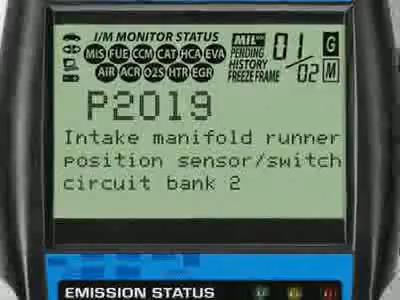 I/M MONITOR STATUS
MIS FUE CCM CAT HCA EVA
AIR ACR O2S HTR EGR
MIL
PENDING
HISTORY
FREEZE FRAME
01/02
G
M
P2019
Intake manifold runner
position sensor/switch
circuit bank 2
EMISSION STATUS